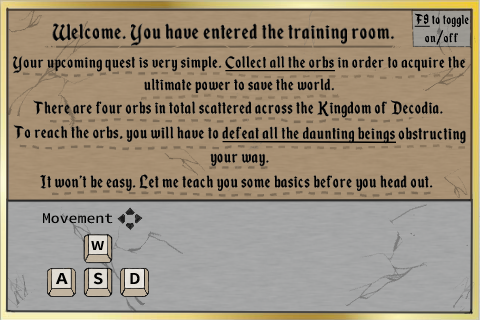 F9 to toggle
on/off
Welcome. You have entered the training room.
Your upcoming quest is very simple. Collect all the orbs in order to acquire the
ultimate power to save the world.
There are four orbs in total scattered across the Kingdom of Decodia.
To reach the orbs, you will have to defeat all the daunting beings obstructing
your way.
It won't be easy. Let me teach you some basics before you head out.
Movement
W
A S D